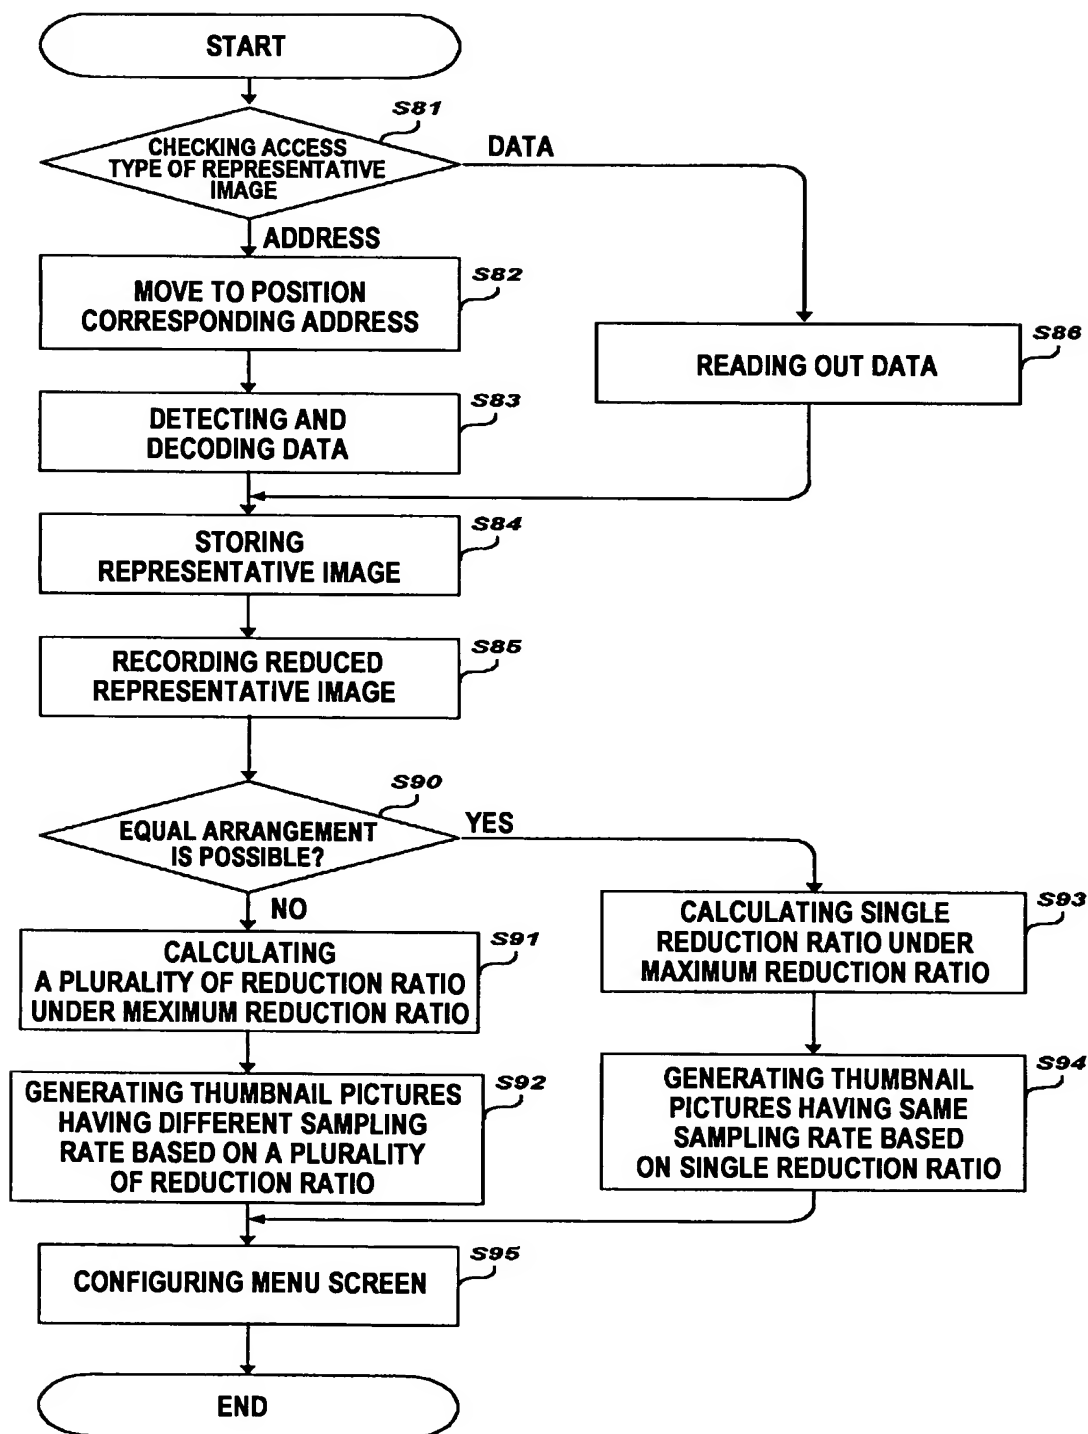 START
S81
CHECKING ACCESS
TYPE OF REPRESENTATIVE
IMAGE
DATA
ADDRESS
S82
MOVE TO POSITION
CORRESPONDING ADDRESS
S86
READING OUT DATA
S83
DETECTING AND
DECODING DATA
S84
STORING
REPRESENTATIVE IMAGE
S85
RECORDING REDUCED
REPRESENTATIVE IMAGE
S90
EQUAL ARRANGEMENT
IS POSSIBLE?
YES
NO
S91
CALCULATING
A PLURALITY OF REDUCTION RATIO
UNDER MEXIMUM REDUCTION RATIO
S93
CALCULATING SINGLE
REDUCTION RATIO UNDER
MAXIMUM REDUCTION RATIO
S92
GENERATING THUMBNAIL PICTURES
HAVING DIFFERENT SAMPLING
RATE BASED ON A PLURALITY
OF REDUCTION RATIO
S94
GENERATING THUMBNAIL
PICTURES HAVING SAME
SAMPLING RATE BASED
ON SINGLE REDUCTION RATIO
S95
CONFIGURING MENU SCREEN
END